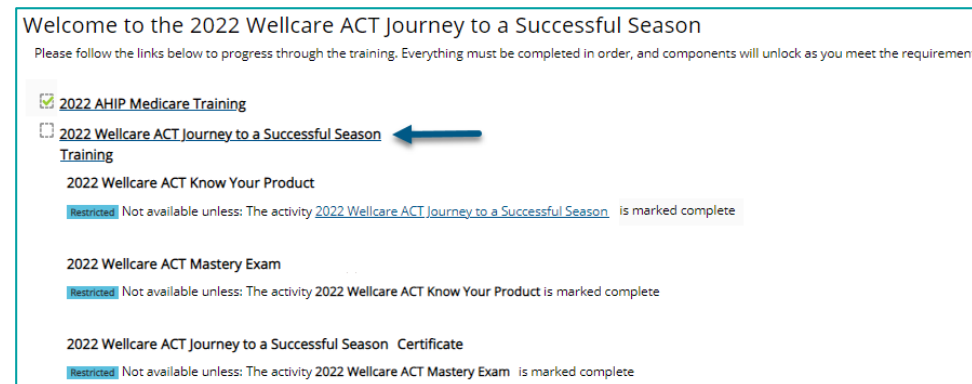 Welcome to the 2022 Wellcare ACT Journey to a Successful Season
Please follow the links below to progress through the training. Everything must be completed in order, and components will unlock as you meet the requiremen
2022 AHIP Medicare Training
2022 Wellcare ACT Journey to a Successful Season
Training
2022 Wellcare ACT Know Your Product
Restricted Not available unless: The activity 2022 Wellcare ACT Journey to a Successful Season is marked complete
2022 Wellcare ACT Mastery Exam
Restricted Not available unless: The activity 2022 Wellcare ACT Know Your Product is marked complete
2022 Wellcare ACT Journey to a Successful Season Certificate
Restricted Not available unless: The activity 2022 Wellcare ACT Mastery Exam is marked complete